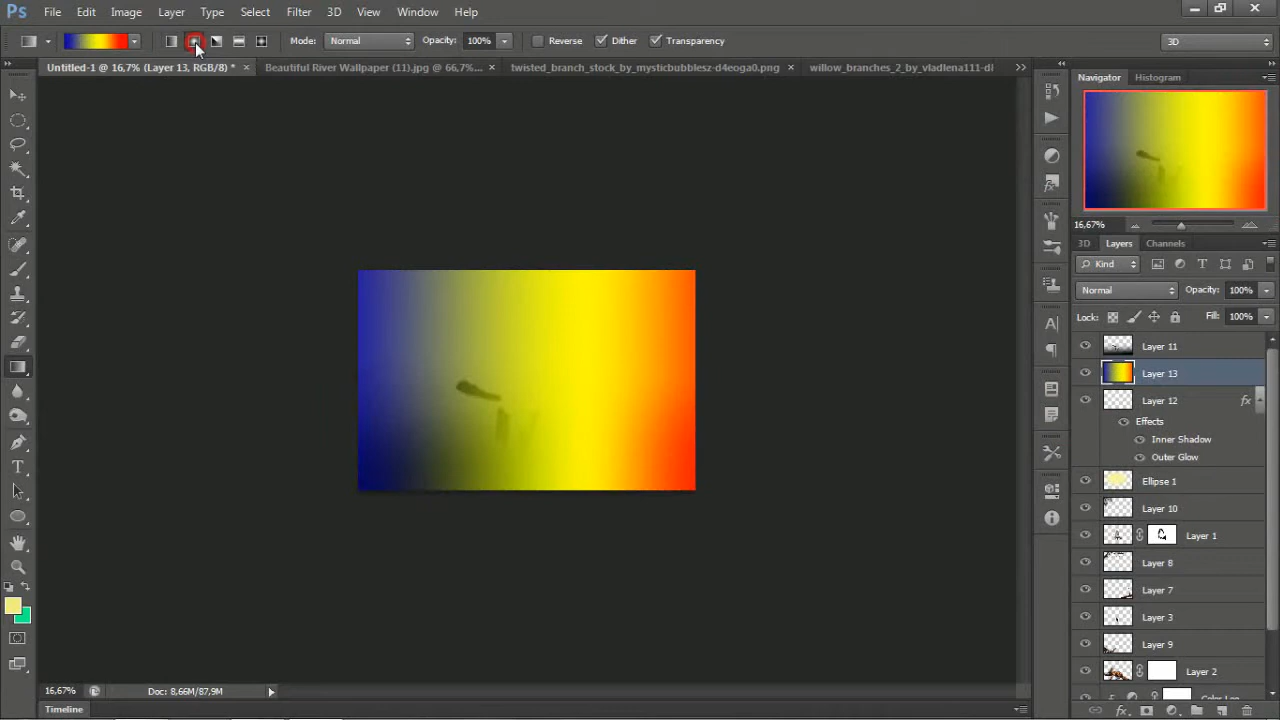 Ps File Edit Image Layer Type Select Filter 3D View Window Help
Mode: Normal Opacity: 100% Reverse Dither Transparency 3D
Untitled-1 @ 16,7% (Layer 13, RGB/8) * Beautiful River Wallpaper (11).jpg @ 66,7%... twisted_branch_stock_by_mysticbubblesz-d4eoga0.png willow_branches_2_by_vladlena111-dl
Navigator Histogram
16,67%
3D Layers Channels
Kind
Normal Opacity: 100%
Lock: Fill: 100%
Layer 11
Layer 13
Layer 12 fx
Effects
Inner Shadow
Outer Glow
Ellipse 1
Layer 10
Layer 1
Layer 8
Layer 7
Layer 3
Layer 9
Layer 2
16,67% Doc: 8,66M/87,9M
Timeline